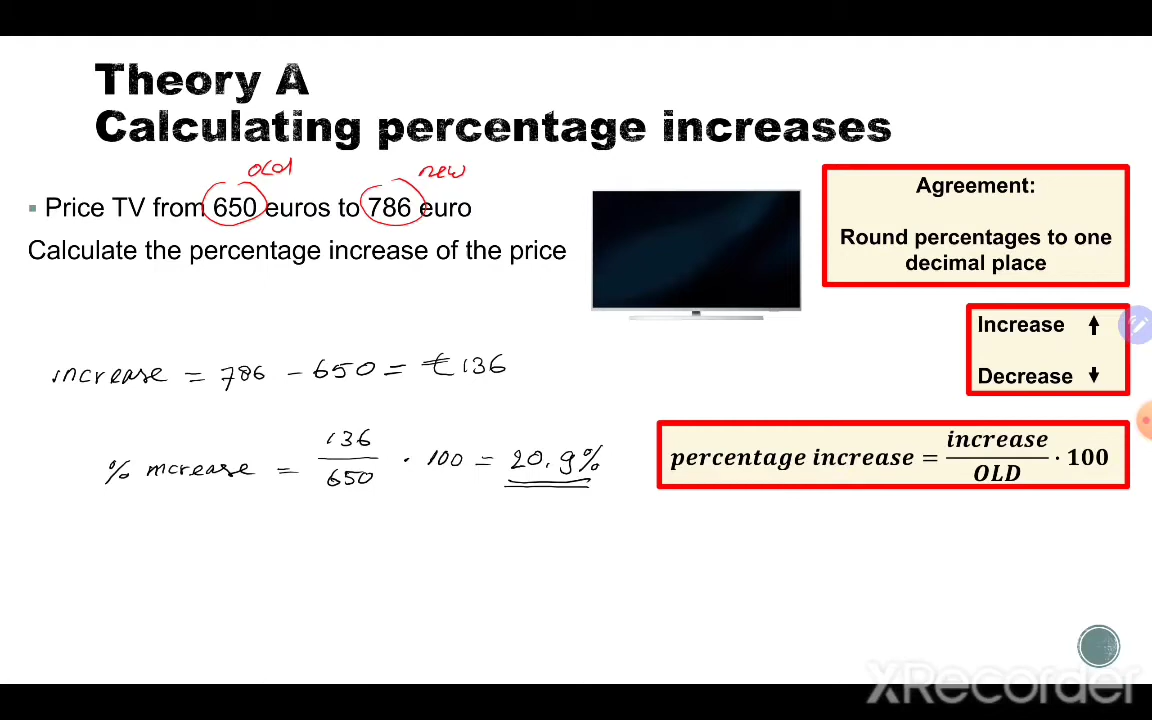 Theory A
Calculating percentage increases
old new
▪ Price TV from 650 euros to 786 euro
Calculate the percentage increase of the price
Agreement:
Round percentages to one
decimal place
Increase ↑
Decrease ↓
increase = 786 - 650 = € 136
% increase = 136/650 · 100 = 20.9%
percentage increase = increase/OLD · 100
XRecorder